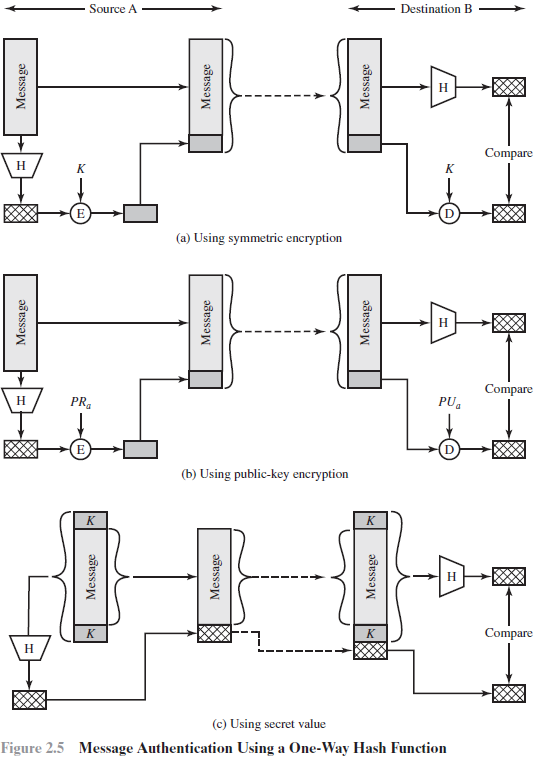 Source A
Destination B
Message
Message
Message
H
H
K
K
Compare
E
D
(a) Using symmetric encryption
Message
Message
Message
H
H
PRa
PUa
Compare
E
D
(b) Using public-key encryption
K
K
Message
Message
Message
H
K
K
Compare
H
(c) Using secret value
Figure 2.5 Message Authentication Using a One-Way Hash Function